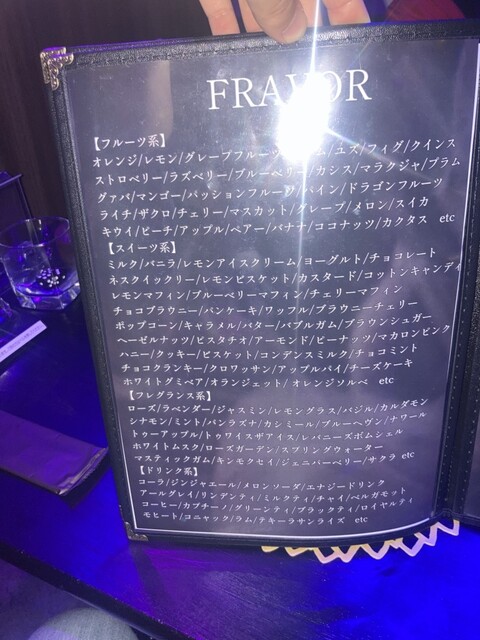 FRAVOR
【フルーツ系】
オレンジ/レモン/グレープフルーツ/ライム/ユズ/フィグ/クインス
ストロベリー/ラズベリー/ブルーベリー/カシス/マラクジャ/プラム
グァバ/マンゴー/パッションフルーツ/パイン/ドラゴンフルーツ
ライチ/ザクロ/チェリー/マスカット/グレープ/メロン/スイカ
キウイ/ピーチ/アップル/ペアー/バナナ/ココナッツ/カクタス etc
【スイーツ系】
ミルク/バニラ/レモンアイスクリーム/ヨーグルト/チョコレート
ネスクイックリー/レモンビスケット/カスタード/コットンキャンディ
レモンマフィン/ブルーベリーマフィン/チェリーマフィン
チョコブラウニー/パンケーキ/ワッフル/ブラウニーチェリー
ポップコーン/キャラメル/バター/バブルガム/ブラウンシュガー
ヘーゼルナッツ/ピスタチオ/アーモンド/ピーナッツ/マカロンピンク
ハニー/クッキー/ビスケット/コンデンスミルク/チョコミント
チョコクランキー/クロワッサン/アップルパイ/チーズケーキ
ホワイトグミベア/オランジェット/ オレンジソルベ etc
【フレグランス系】
ローズ/ラベンダー/ジャスミン/レモングラス/バジル/カルダモン
シナモン/ミント/パンラズナ/カシミール/ブルーヘヴン/ナワール
トゥーアップル/トゥワイスザアイス/レバニーズボムシェル
ホワイトムスク/ローズガーデン/スプリングウォーター
マスティックガム/キンモクセイ/ジュニパーベリー/サクラ etc
【ドリンク系】
コーラ/ジンジャエール/メロンソーダ/エナジードリンク
アールグレイ/リンデンティ/ミルクティ/チャイ/ベルガモット
コーヒー/カプチーノ/グリーンティ/ブラックティ/ロイヤルティ
モヒート/コニャック/ラム/テキーラサンライズ etc